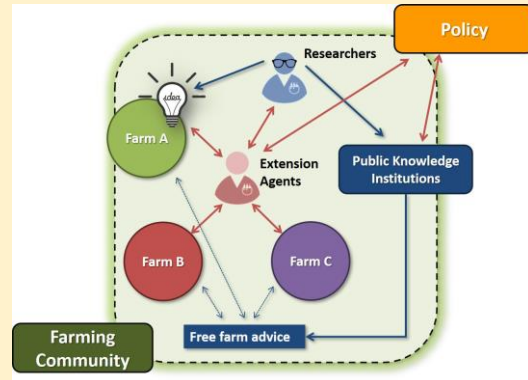 Policy
Researchers
idea
Farm A
Extension
Agents
Public Knowledge
Institutions
Farm B
Farm C
Free farm advice
Farming
Community